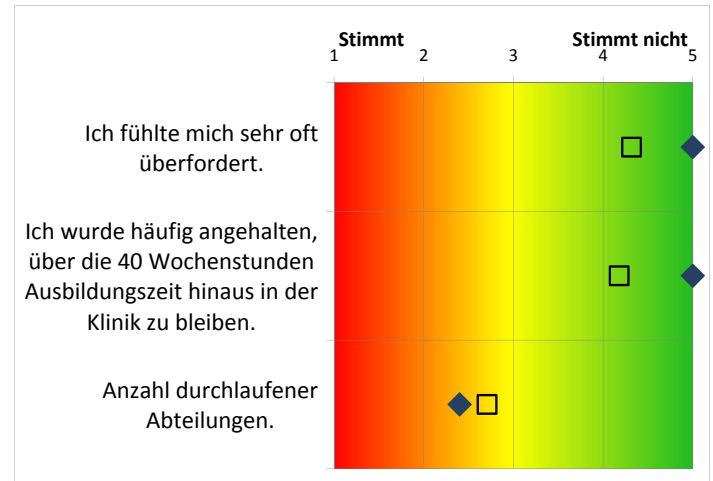 Stimmt Stimmt nicht
1 2 3 4 5
Ich fühlte mich sehr oft
überfordert.
Ich wurde häufig angehalten,
über die 40 Wochenstunden
Ausbildungszeit hinaus in der
Klinik zu bleiben.
Anzahl durchlaufener
Abteilungen.